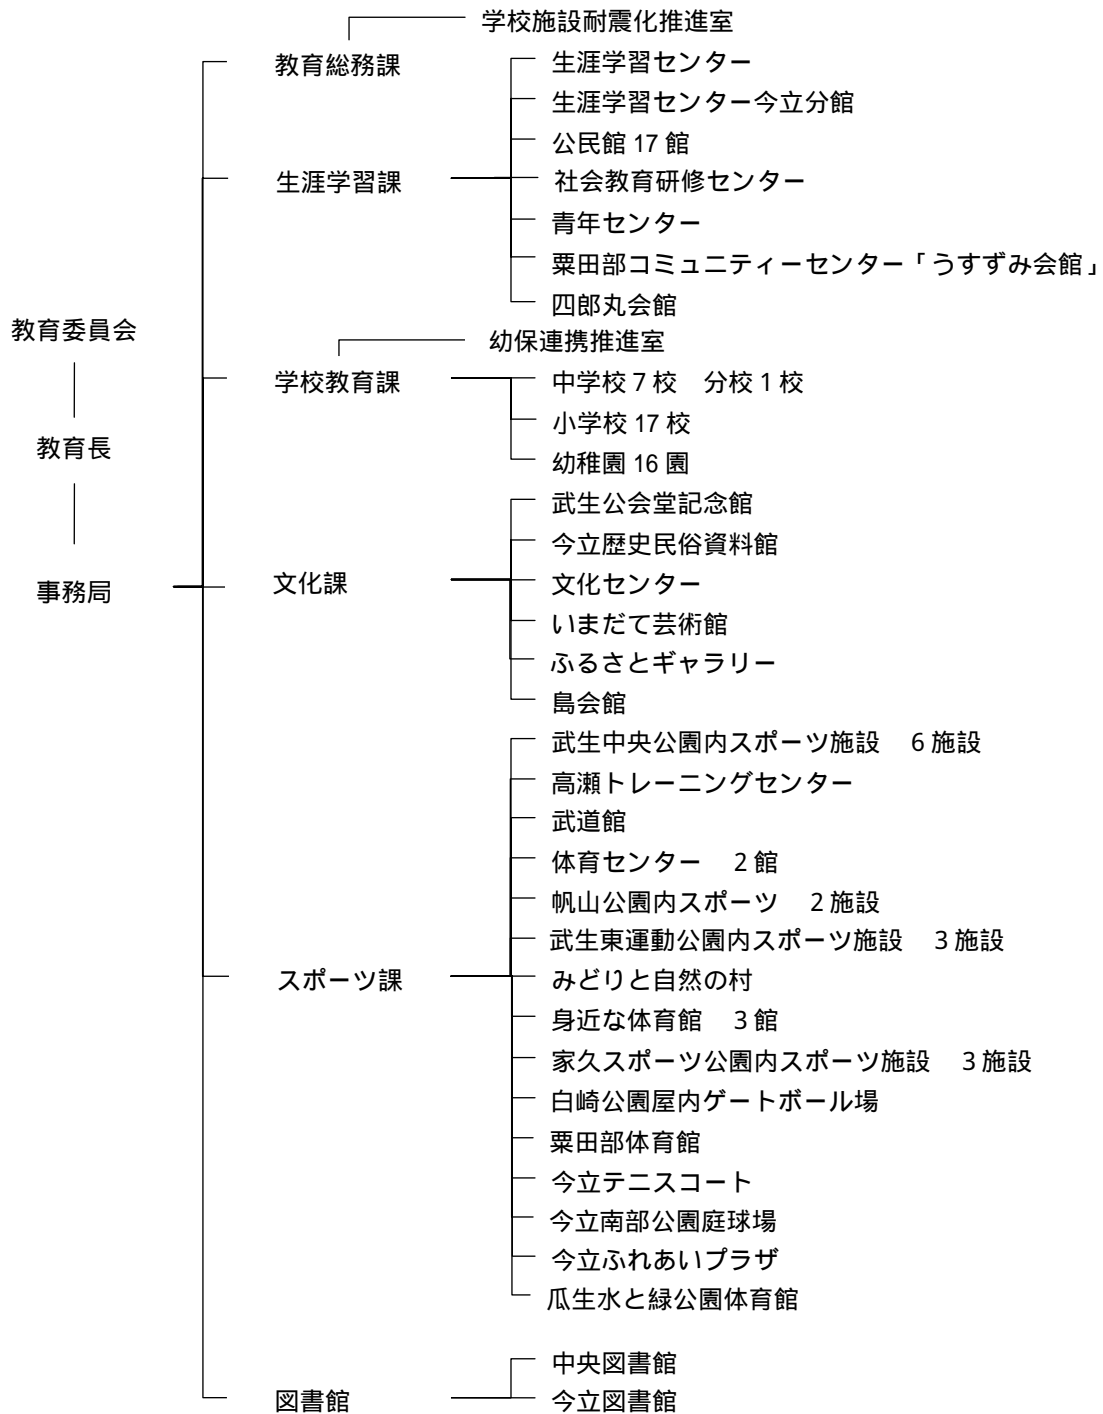 学校施設耐震化推進室
教育総務課
生涯学習センター
生涯学習センター今立分館
公民館 17 館
生涯学習課
社会教育研修センター
青年センター
粟田部コミュニティーセンター「うすずみ会館」
四郎丸会館
教育委員会
幼保連携推進室
学校教育課
中学校 7 校　分校 1 校
小学校 17 校
教育長
幼稚園 16 園
武生公会堂記念館
今立歴史民俗資料館
事務局
文化課
文化センター
いまだて芸術館
ふるさとギャラリー
島会館
武生中央公園内スポーツ施設　6 施設
高瀬トレーニングセンター
武道館
体育センター　2 館
帆山公園内スポーツ　2 施設
武生東運動公園内スポーツ施設　3 施設
スポーツ課
みどりと自然の村
身近な体育館　3 館
家久スポーツ公園内スポーツ施設　3 施設
白崎公園屋内ゲートボール場
粟田部体育館
今立テニスコート
今立南部公園庭球場
今立ふれあいプラザ
瓜生水と緑公園体育館
中央図書館
図書館
今立図書館